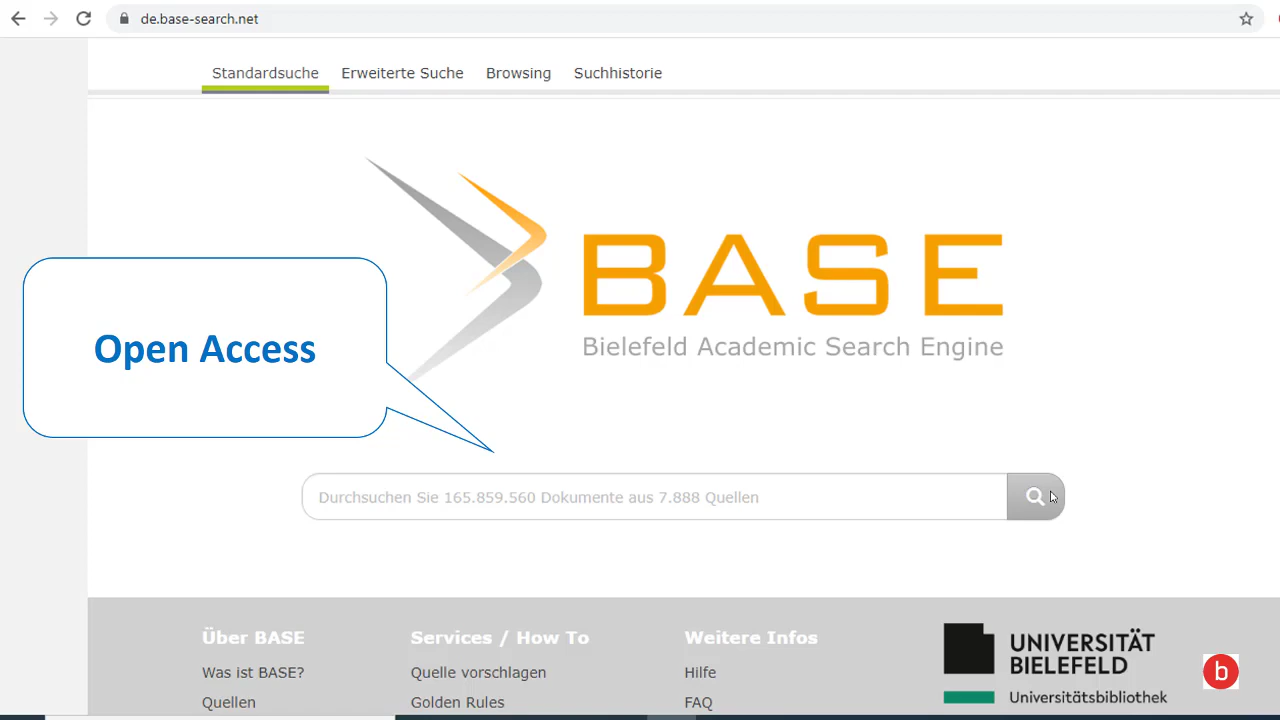 de.base-search.net
Standardsuche Erweiterte Suche Browsing Suchhistorie
BASE
Bielefeld Academic Search Engine
Open Access
Durchsuchen Sie 165.859.560 Dokumente aus 7.888 Quellen
Über BASE Services / How To Weitere Infos
Was ist BASE? Quelle vorschlagen Hilfe
Quellen Golden Rules FAQ
UNIVERSITÄT
BIELEFELD
Universitätsbibliothek
b